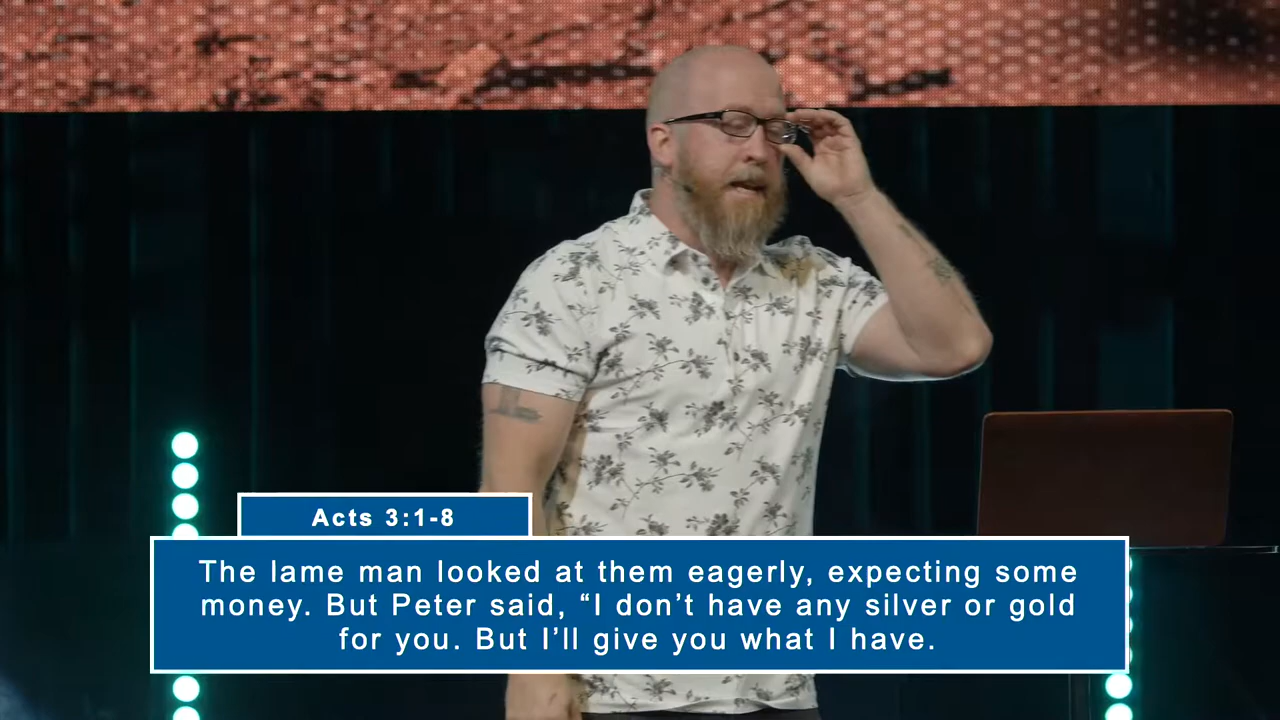 Acts 3:1-8
The lame man looked at them eagerly, expecting some
money. But Peter said, “I don’t have any silver or gold
for you. But I’ll give you what I have.